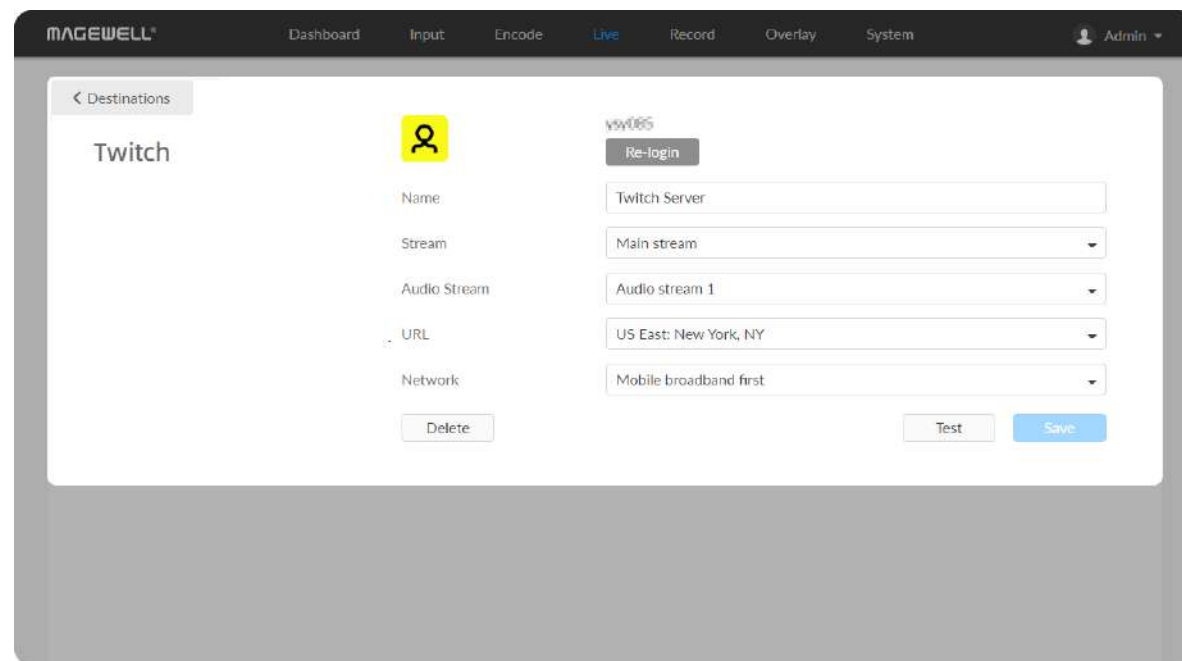 MAGEWELL® Dashboard Input Encode Live Record Overlay System Admin
Destinations
Twitch
Re-login
Name Twitch Server
Stream Main stream
Audio Stream Audio stream 1
URL US East: New York, NY
Network Mobile broadband first
Delete Test Save